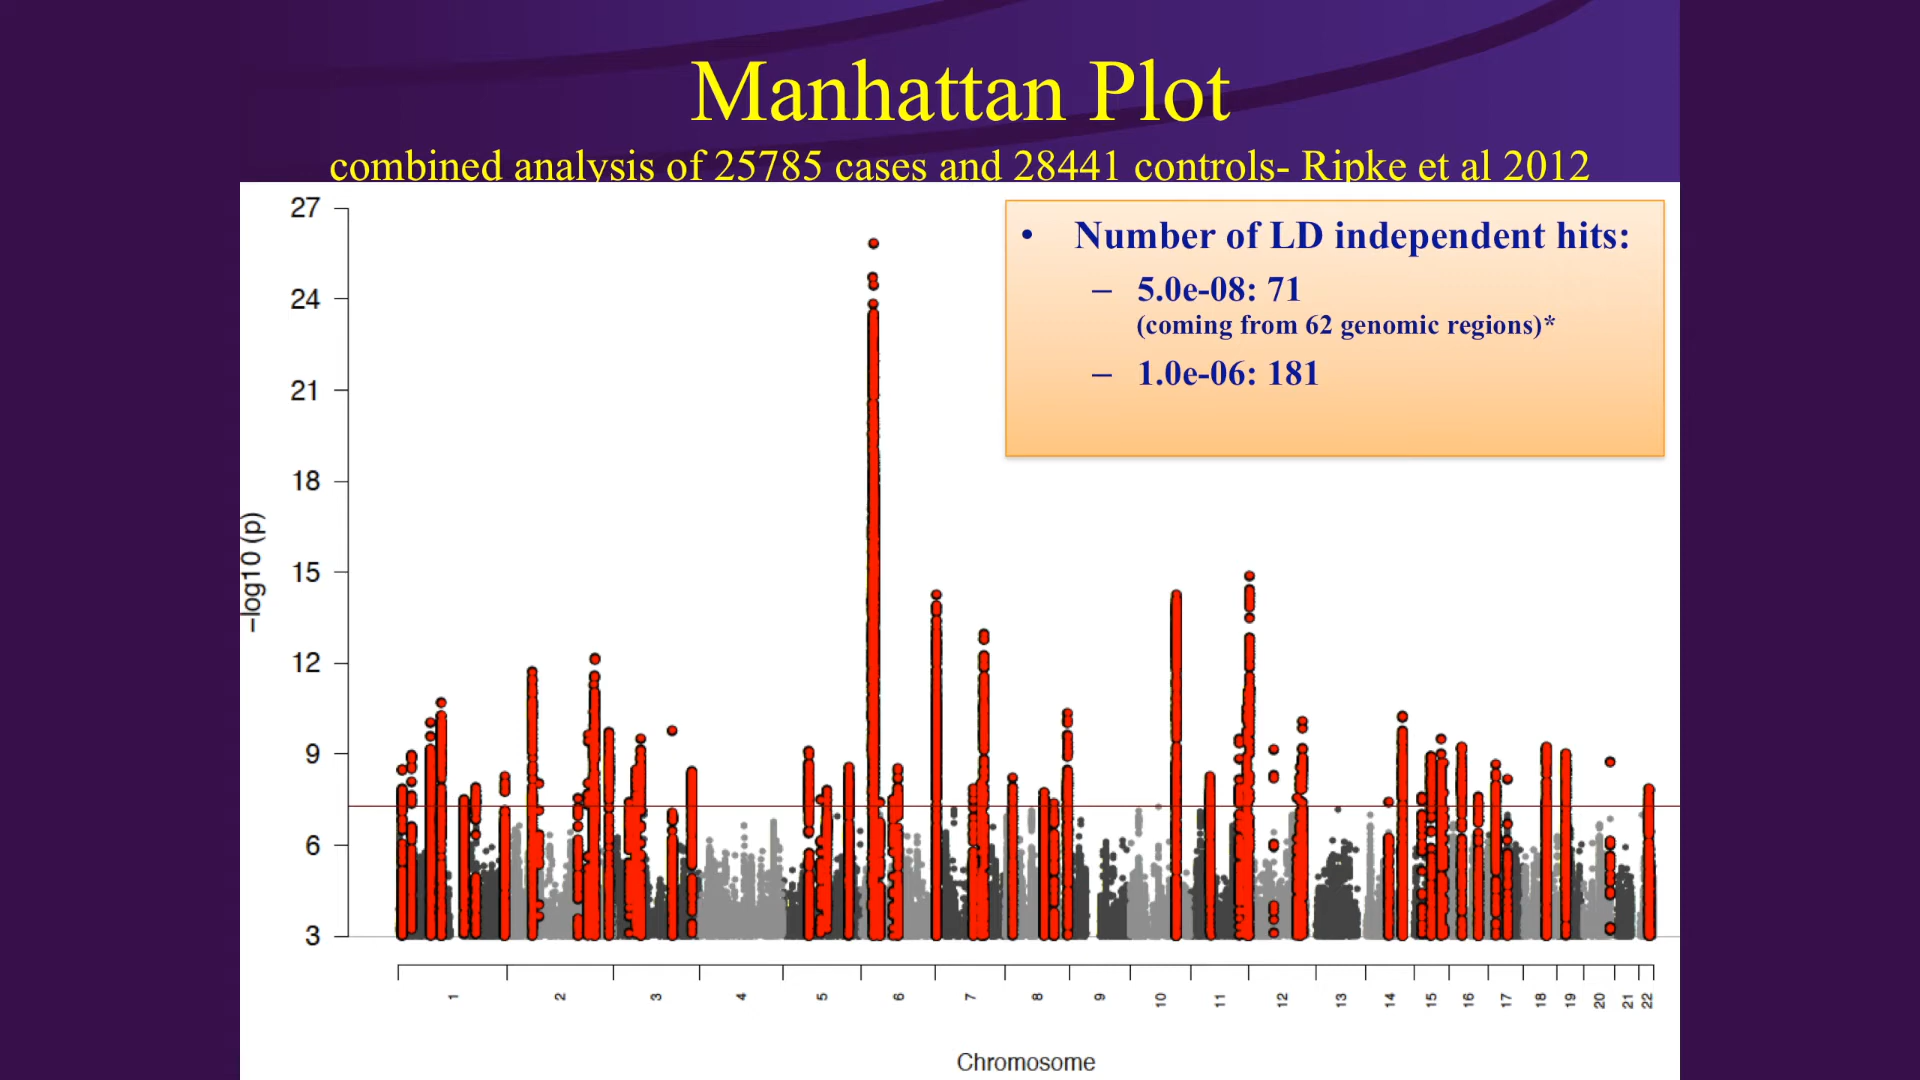 Manhattan Plot
combined analysis of 25785 cases and 28441 controls- Ripke et al 2012
• Number of LD independent hits:
– 5.0e-08: 71
(coming from 62 genomic regions)*
– 1.0e-06: 181
27
24
21
18
15
12
9
6
3
−log10 (p)
1 2 3 4 5 6 7 8 9 10 11 12 13 14 15 16 17 18 19 20 21 22
Chromosome